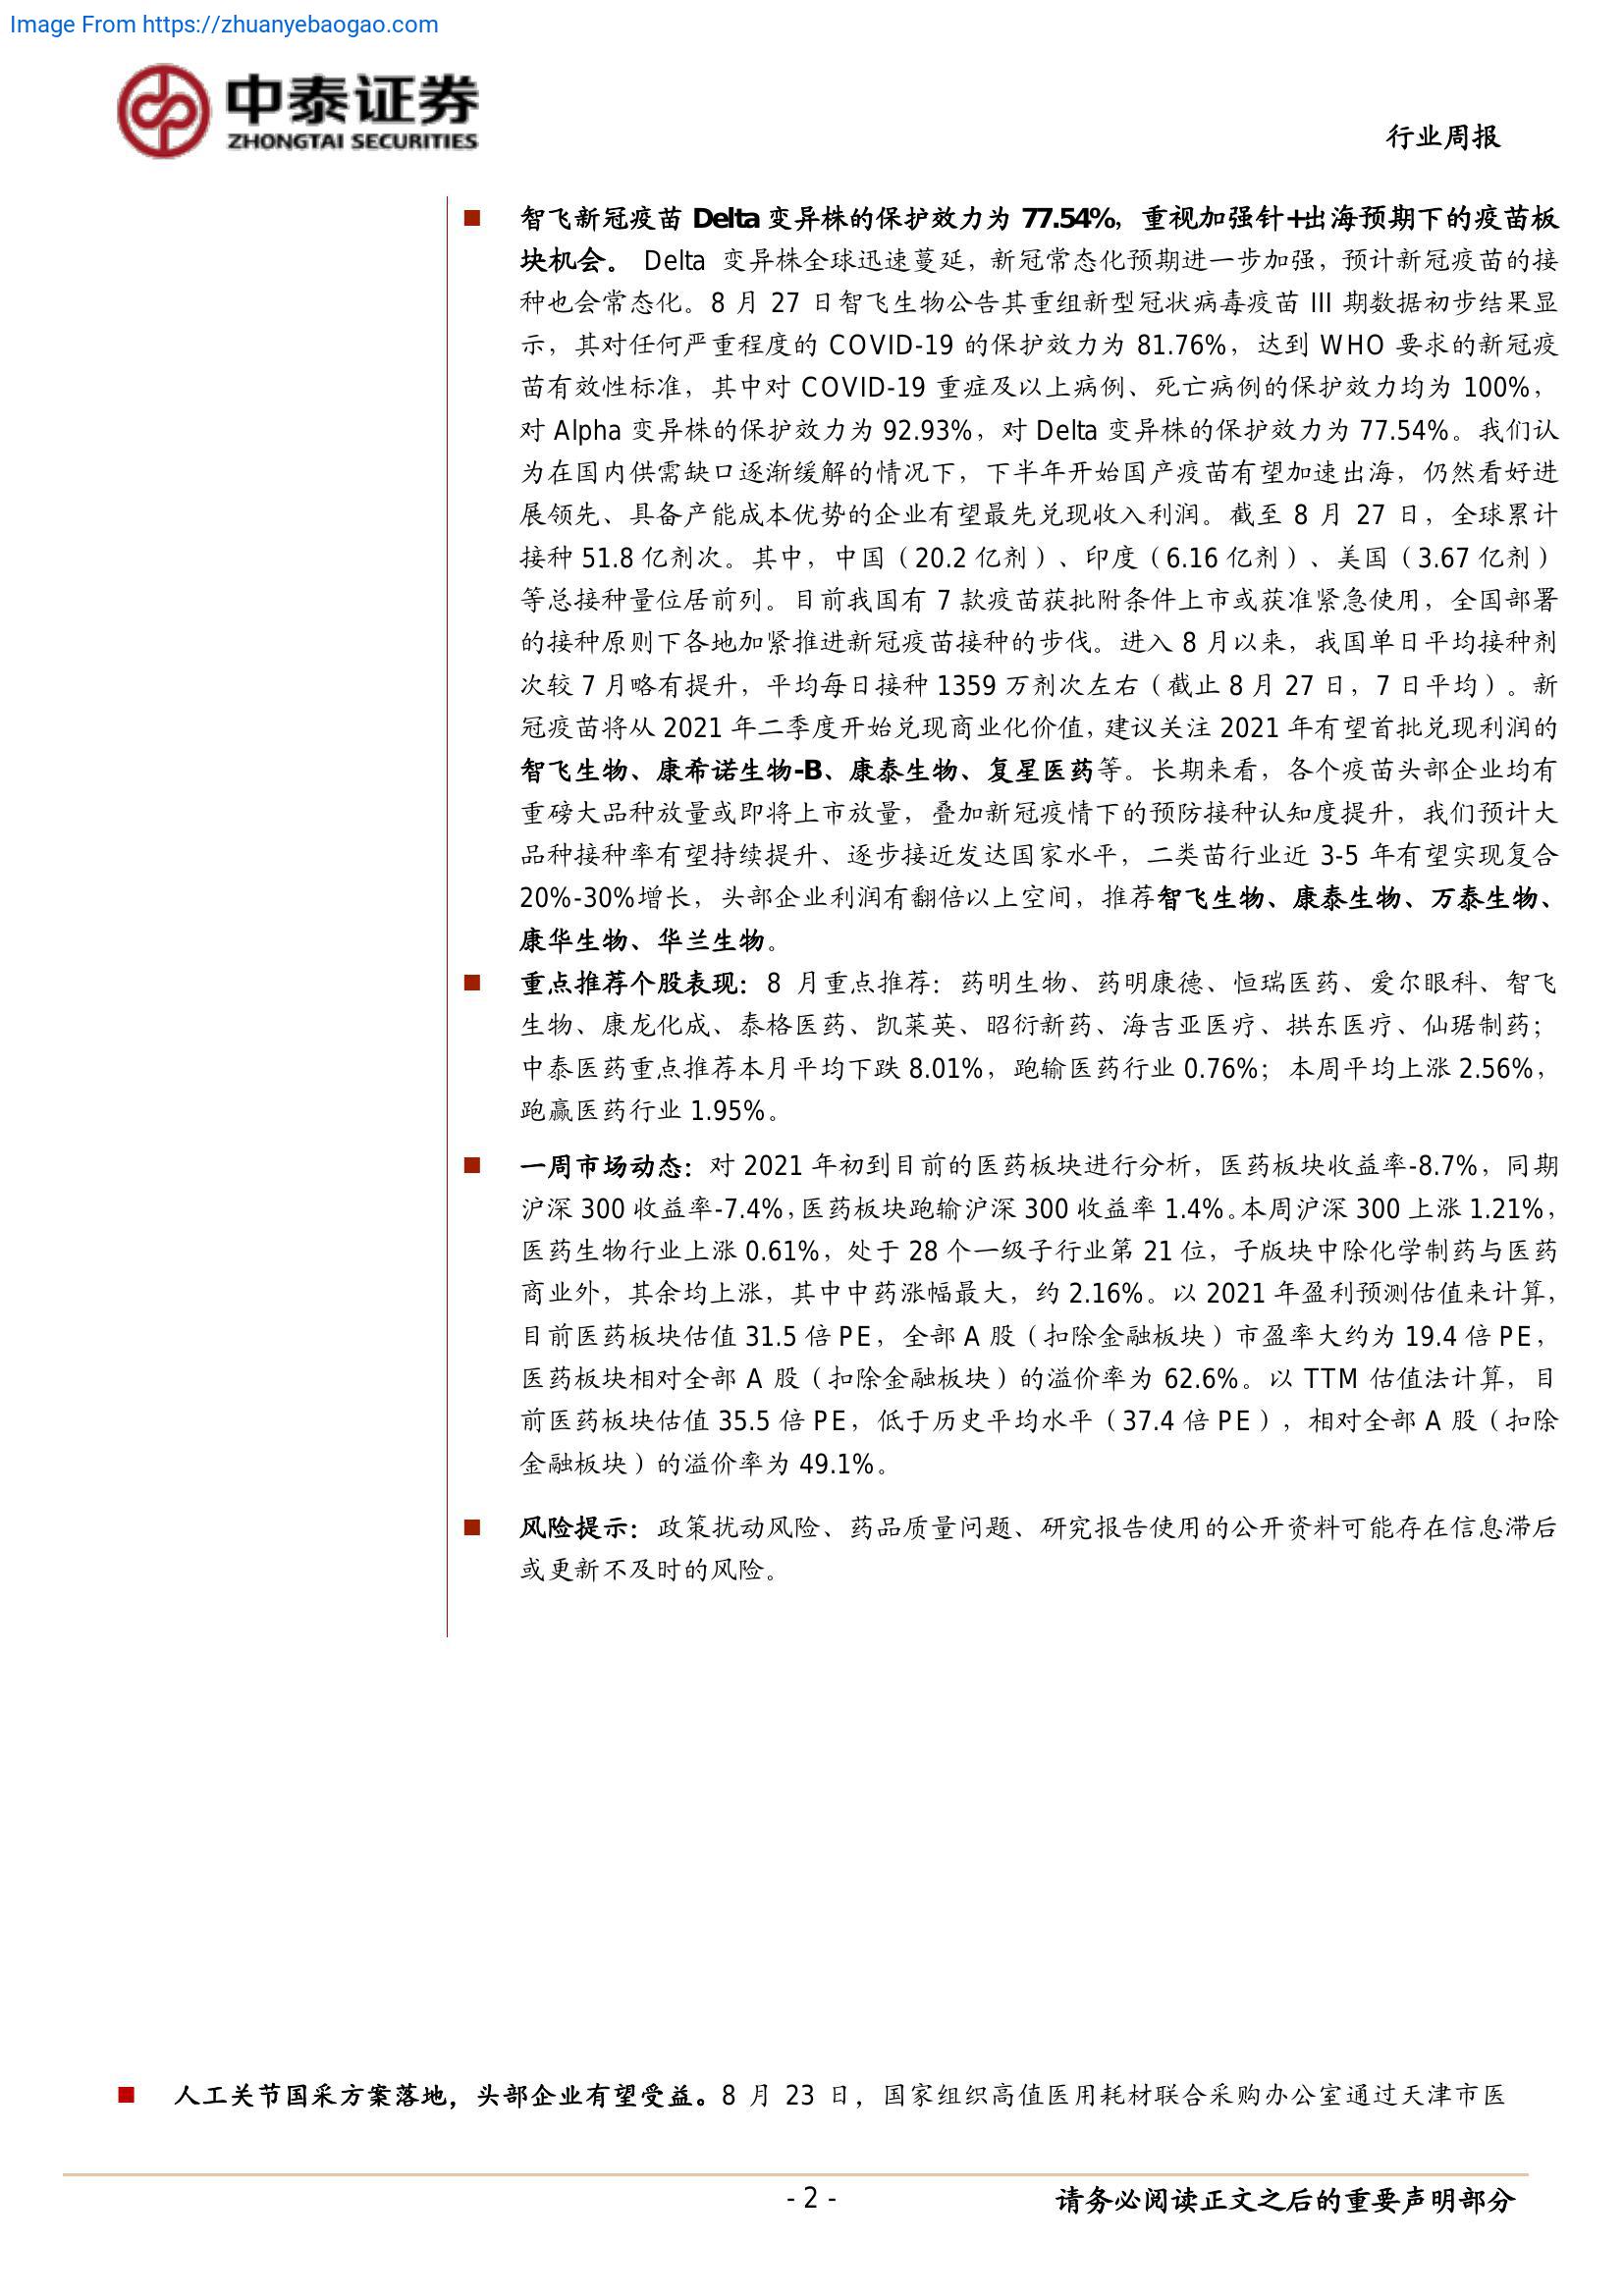 Image From https://zhuanyebaogao.com
中泰证券
ZHONGTAI SECURITIES
行业周报
■ 智飞新冠疫苗 Delta 变异株的保护效力为 77.54%，重视加强针+出海预期下的疫苗板
块机会。 Delta 变异株全球迅速蔓延，新冠常态化预期进一步加强，预计新冠疫苗的接
种也会常态化。8 月 27 日智飞生物公告其重组新型冠状病毒疫苗 III 期数据初步结果显
示，其对任何严重程度的 COVID-19 的保护效力为 81.76%，达到 WHO 要求的新冠疫
苗有效性标准，其中对 COVID-19 重症及以上病例、死亡病例的保护效力均为 100%，
对 Alpha 变异株的保护效力为 92.93%，对 Delta 变异株的保护效力为 77.54%。我们认
为在国内供需缺口逐渐缓解的情况下，下半年开始国产疫苗有望加速出海，仍然看好进
展领先、具备产能成本优势的企业有望最先兑现收入利润。截至 8 月 27 日，全球累计
接种 51.8 亿剂次。其中，中国（20.2 亿剂）、印度（6.16 亿剂）、美国（3.67 亿剂）
等总接种量位居前列。目前我国有 7 款疫苗获批附条件上市或获准紧急使用，全国部署
的接种原则下各地加紧推进新冠疫苗接种的步伐。进入 8 月以来，我国单日平均接种剂
次较 7 月略有提升，平均每日接种 1359 万剂次左右（截止 8 月 27 日，7 日平均）。新
冠疫苗将从 2021 年二季度开始兑现商业化价值，建议关注 2021 年有望首批兑现利润的
智飞生物、康希诺生物-B、康泰生物、复星医药等。长期来看，各个疫苗头部企业均有
重磅大品种放量或即将上市放量，叠加新冠疫情下的预防接种认知度提升，我们预计大
品种接种率有望持续提升、逐步接近发达国家水平，二类苗行业近 3-5 年有望实现复合
20%-30%增长，头部企业利润有翻倍以上空间，推荐智飞生物、康泰生物、万泰生物、
康华生物、华兰生物。
■ 重点推荐个股表现：8 月重点推荐：药明生物、药明康德、恒瑞医药、爱尔眼科、智飞
生物、康龙化成、泰格医药、凯莱英、昭衍新药、海吉亚医疗、拱东医疗、仙琚制药；
中泰医药重点推荐本月平均下跌 8.01%，跑输医药行业 0.76%；本周平均上涨 2.56%，
跑赢医药行业 1.95%。
■ 一周市场动态：对 2021 年初到目前的医药板块进行分析，医药板块收益率-8.7%，同期
沪深 300 收益率-7.4%，医药板块跑输沪深 300 收益率 1.4%。本周沪深 300 上涨 1.21%，
医药生物行业上涨 0.61%，处于 28 个一级子行业第 21 位，子版块中除化学制药与医药
商业外，其余均上涨，其中中药涨幅最大，约 2.16%。以 2021 年盈利预测估值来计算，
目前医药板块估值 31.5 倍 PE，全部 A 股（扣除金融板块）市盈率大约为 19.4 倍 PE，
医药板块相对全部 A 股（扣除金融板块）的溢价率为 62.6%。以 TTM 估值法计算，目
前医药板块估值 35.5 倍 PE，低于历史平均水平（37.4 倍 PE），相对全部 A 股（扣除
金融板块）的溢价率为 49.1%。
■ 风险提示：政策扰动风险、药品质量问题、研究报告使用的公开资料可能存在信息滞后
或更新不及时的风险。
■ 人工关节国采方案落地，头部企业有望受益。8 月 23 日，国家组织高值医用耗材联合采购办公室通过天津市医
- 2 -
请务必阅读正文之后的重要声明部分